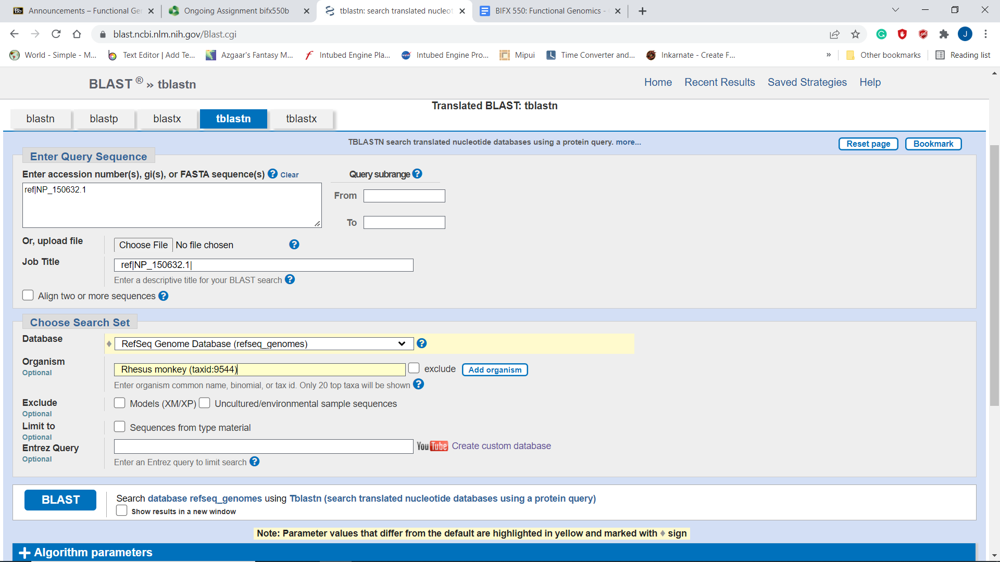 Bb Announcements – Functional Ge
Ongoing Assignment bifx550b
tblastn: search translated nucleot
BIFX 550: Functional Genomics -
blast.ncbi.nlm.nih.gov/Blast.cgi
J
World - Simple - M...
Text Editor | Add Te...
Azgaar's Fantasy M...
Intubed Engine Pla...
Intubed Engine Pro...
Mipui
Time Converter and...
Inkarnate - Create F...
»
Other bookmarks
Reading list
BLAST ® » tblastn
Home
Recent Results
Saved Strategies
Help
Translated BLAST: tblastn
blastn
blastp
blastx
tblastn
tblastx
TBLASTN search translated nucleotide databases using a protein query. more...
Reset page
Bookmark
Enter Query Sequence
Enter accession number(s), gi(s), or FASTA sequence(s) ? Clear
Query subrange ?
ref|NP_150632.1
From
To
Or, upload file
Choose File No file chosen ?
Job Title
ref|NP_150632.1|
Enter a descriptive title for your BLAST search ?
Align two or more sequences ?
Choose Search Set
Database
RefSeq Genome Database (refseq_genomes) ?
Organism
Optional
Rhesus monkey (taxid:9544)
exclude
Add organism
Enter organism common name, binomial, or tax id. Only 20 top taxa will be shown ?
Exclude
Optional
Models (XM/XP)
Uncultured/environmental sample sequences
Limit to
Optional
Sequences from type material
Entrez Query
Optional
YouTube Create custom database
Enter an Entrez query to limit search ?
BLAST
Search database refseq_genomes using Tblastn (search translated nucleotide databases using a protein query)
Show results in a new window
Note: Parameter values that differ from the default are highlighted in yellow and marked with ♦ sign
+ Algorithm parameters